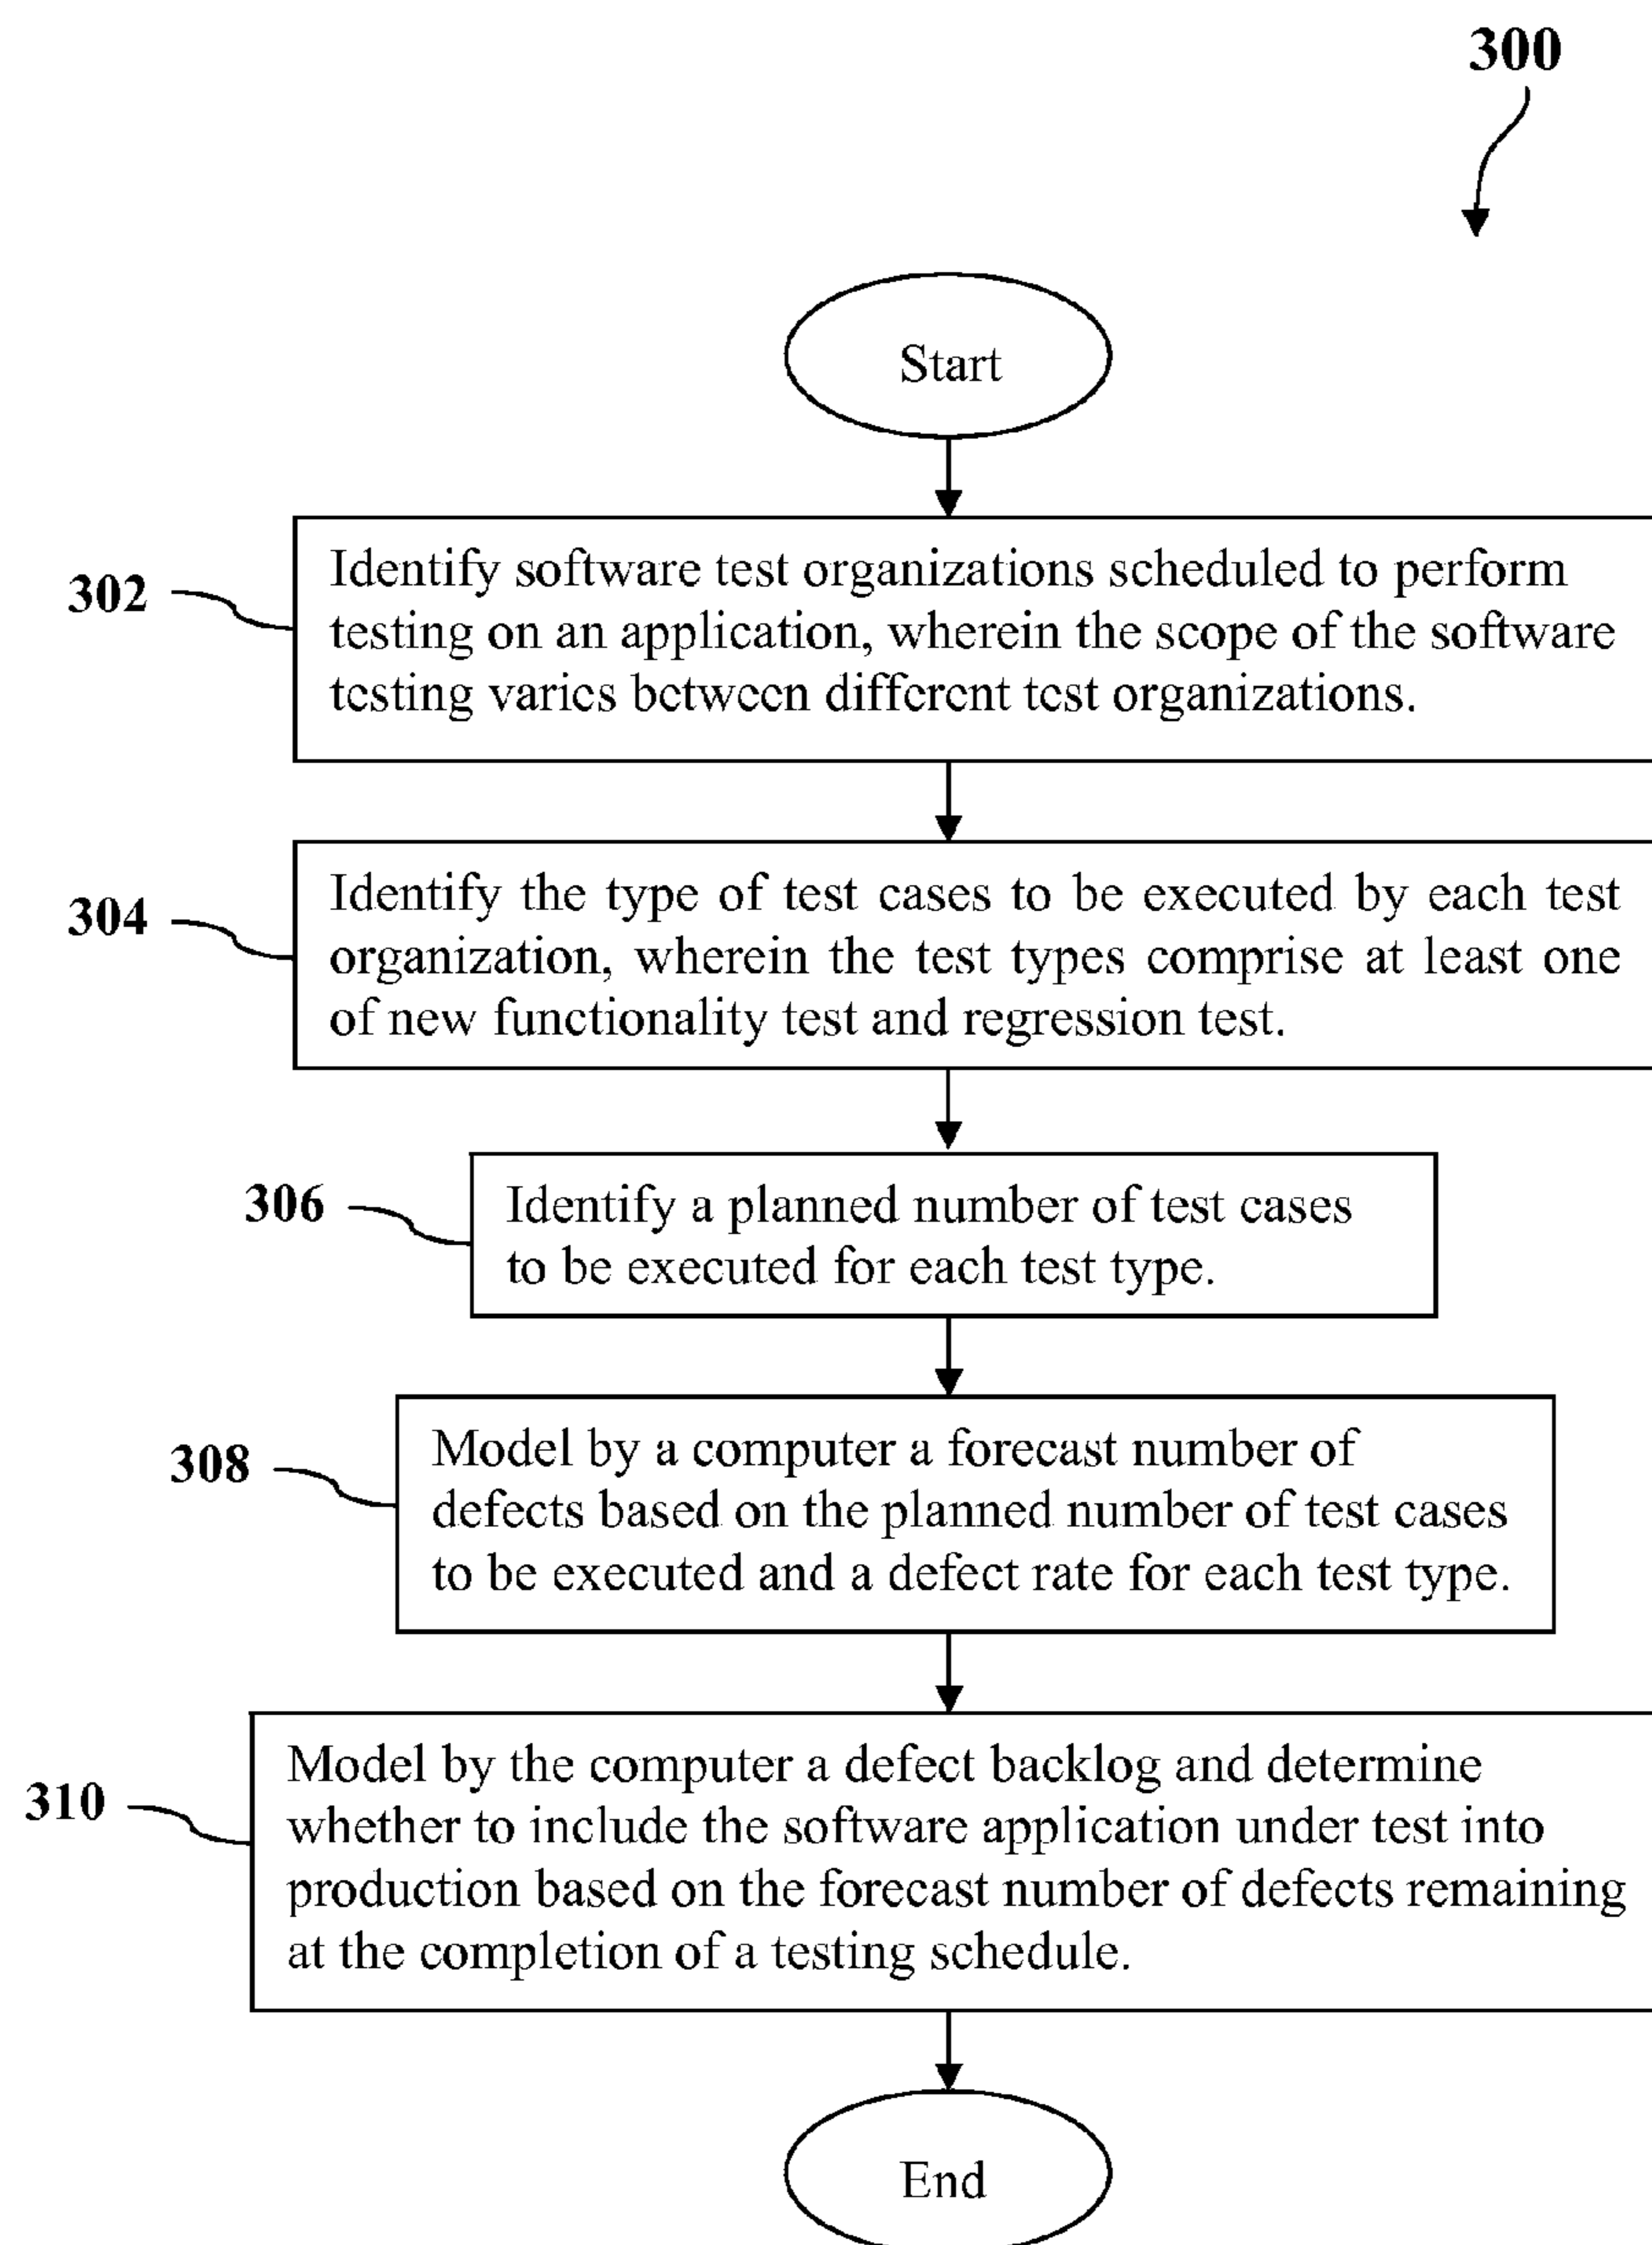 300
Start
302
Identify software test organizations scheduled to perform
testing on an application, wherein the scope of the software
testing varies between different test organizations.
304
Identify the type of test cases to be executed by each test
organization, wherein the test types comprise at least one
of new functionality test and regression test.
306
Identify a planned number of test cases
to be executed for each test type.
308
Model by a computer a forecast number of
defects based on the planned number of test cases
to be executed and a defect rate for each test type.
310
Model by the computer a defect backlog and determine
whether to include the software application under test into
production based on the forecast number of defects remaining
at the completion of a testing schedule.
End